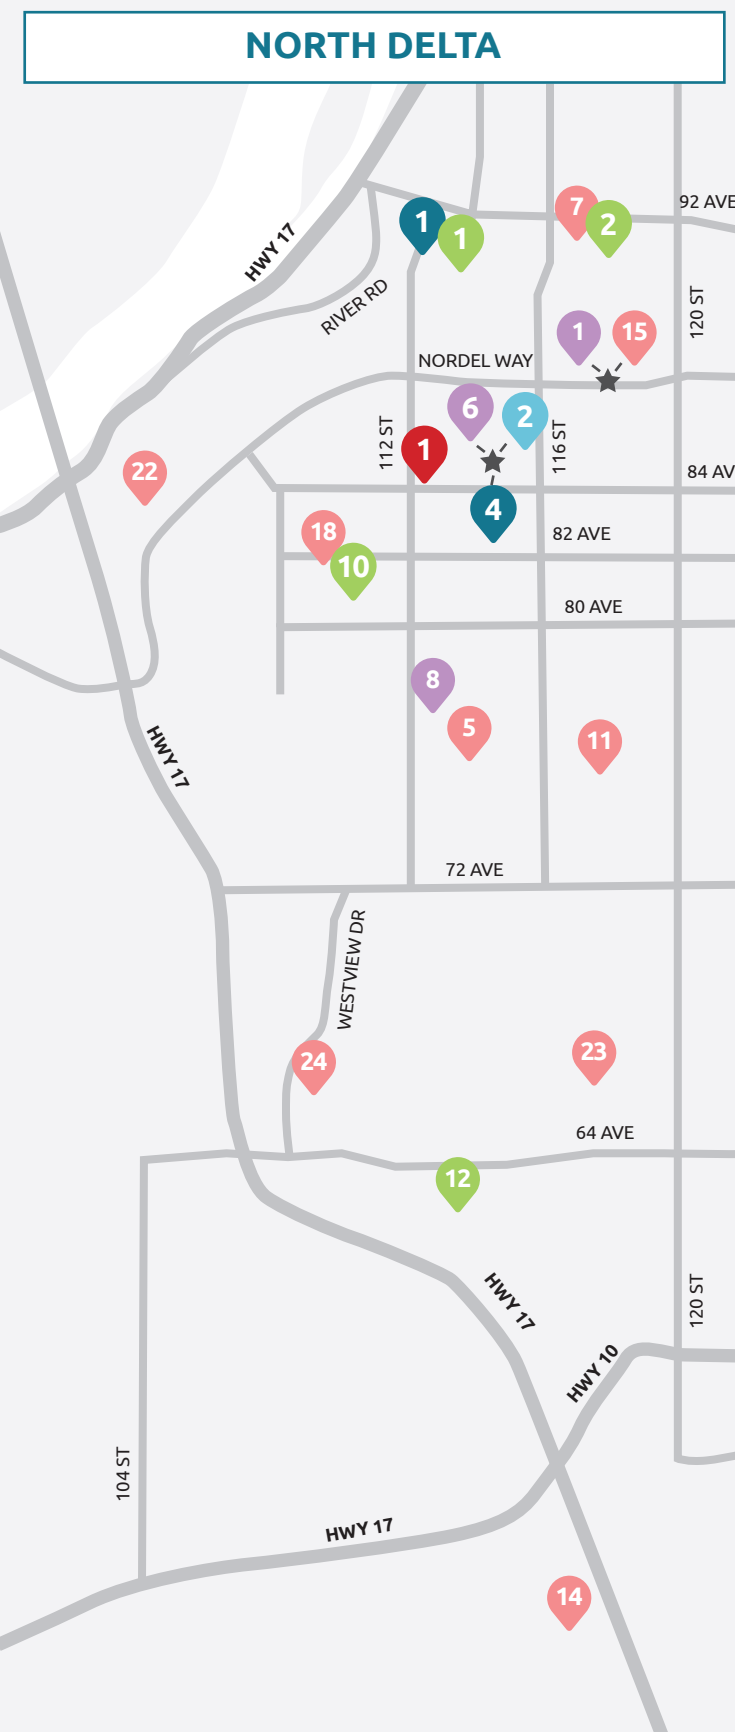 NORTH DELTA
92 AVE
7
1
2
1
HWY 17
RIVER RD
120 ST
1
15
NORDEL WAY
6
2
112 ST
116 ST
1
22
84 AV
4
18
82 AVE
10
80 AVE
8
5
11
HWY 17
72 AVE
WESTVIEW DR
24
23
64 AVE
12
HWY 17
120 ST
HWY 10
104 ST
HWY 17
14